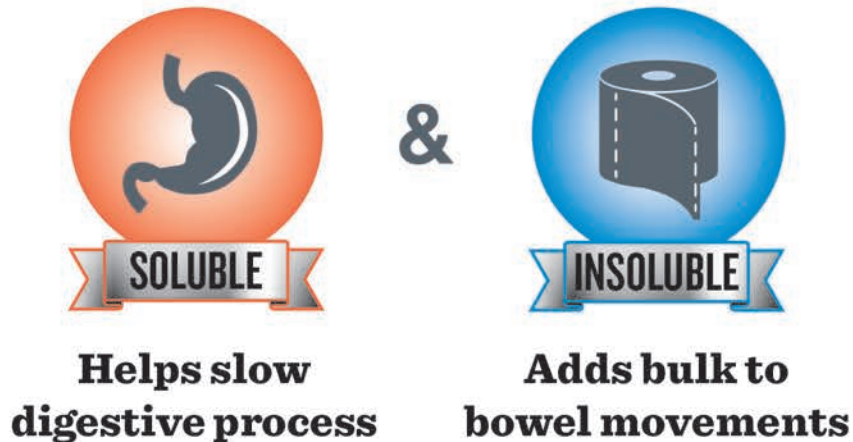 &
SOLUBLE
INSOLUBLE
Helps slow
digestive process
Adds bulk to
bowel movements